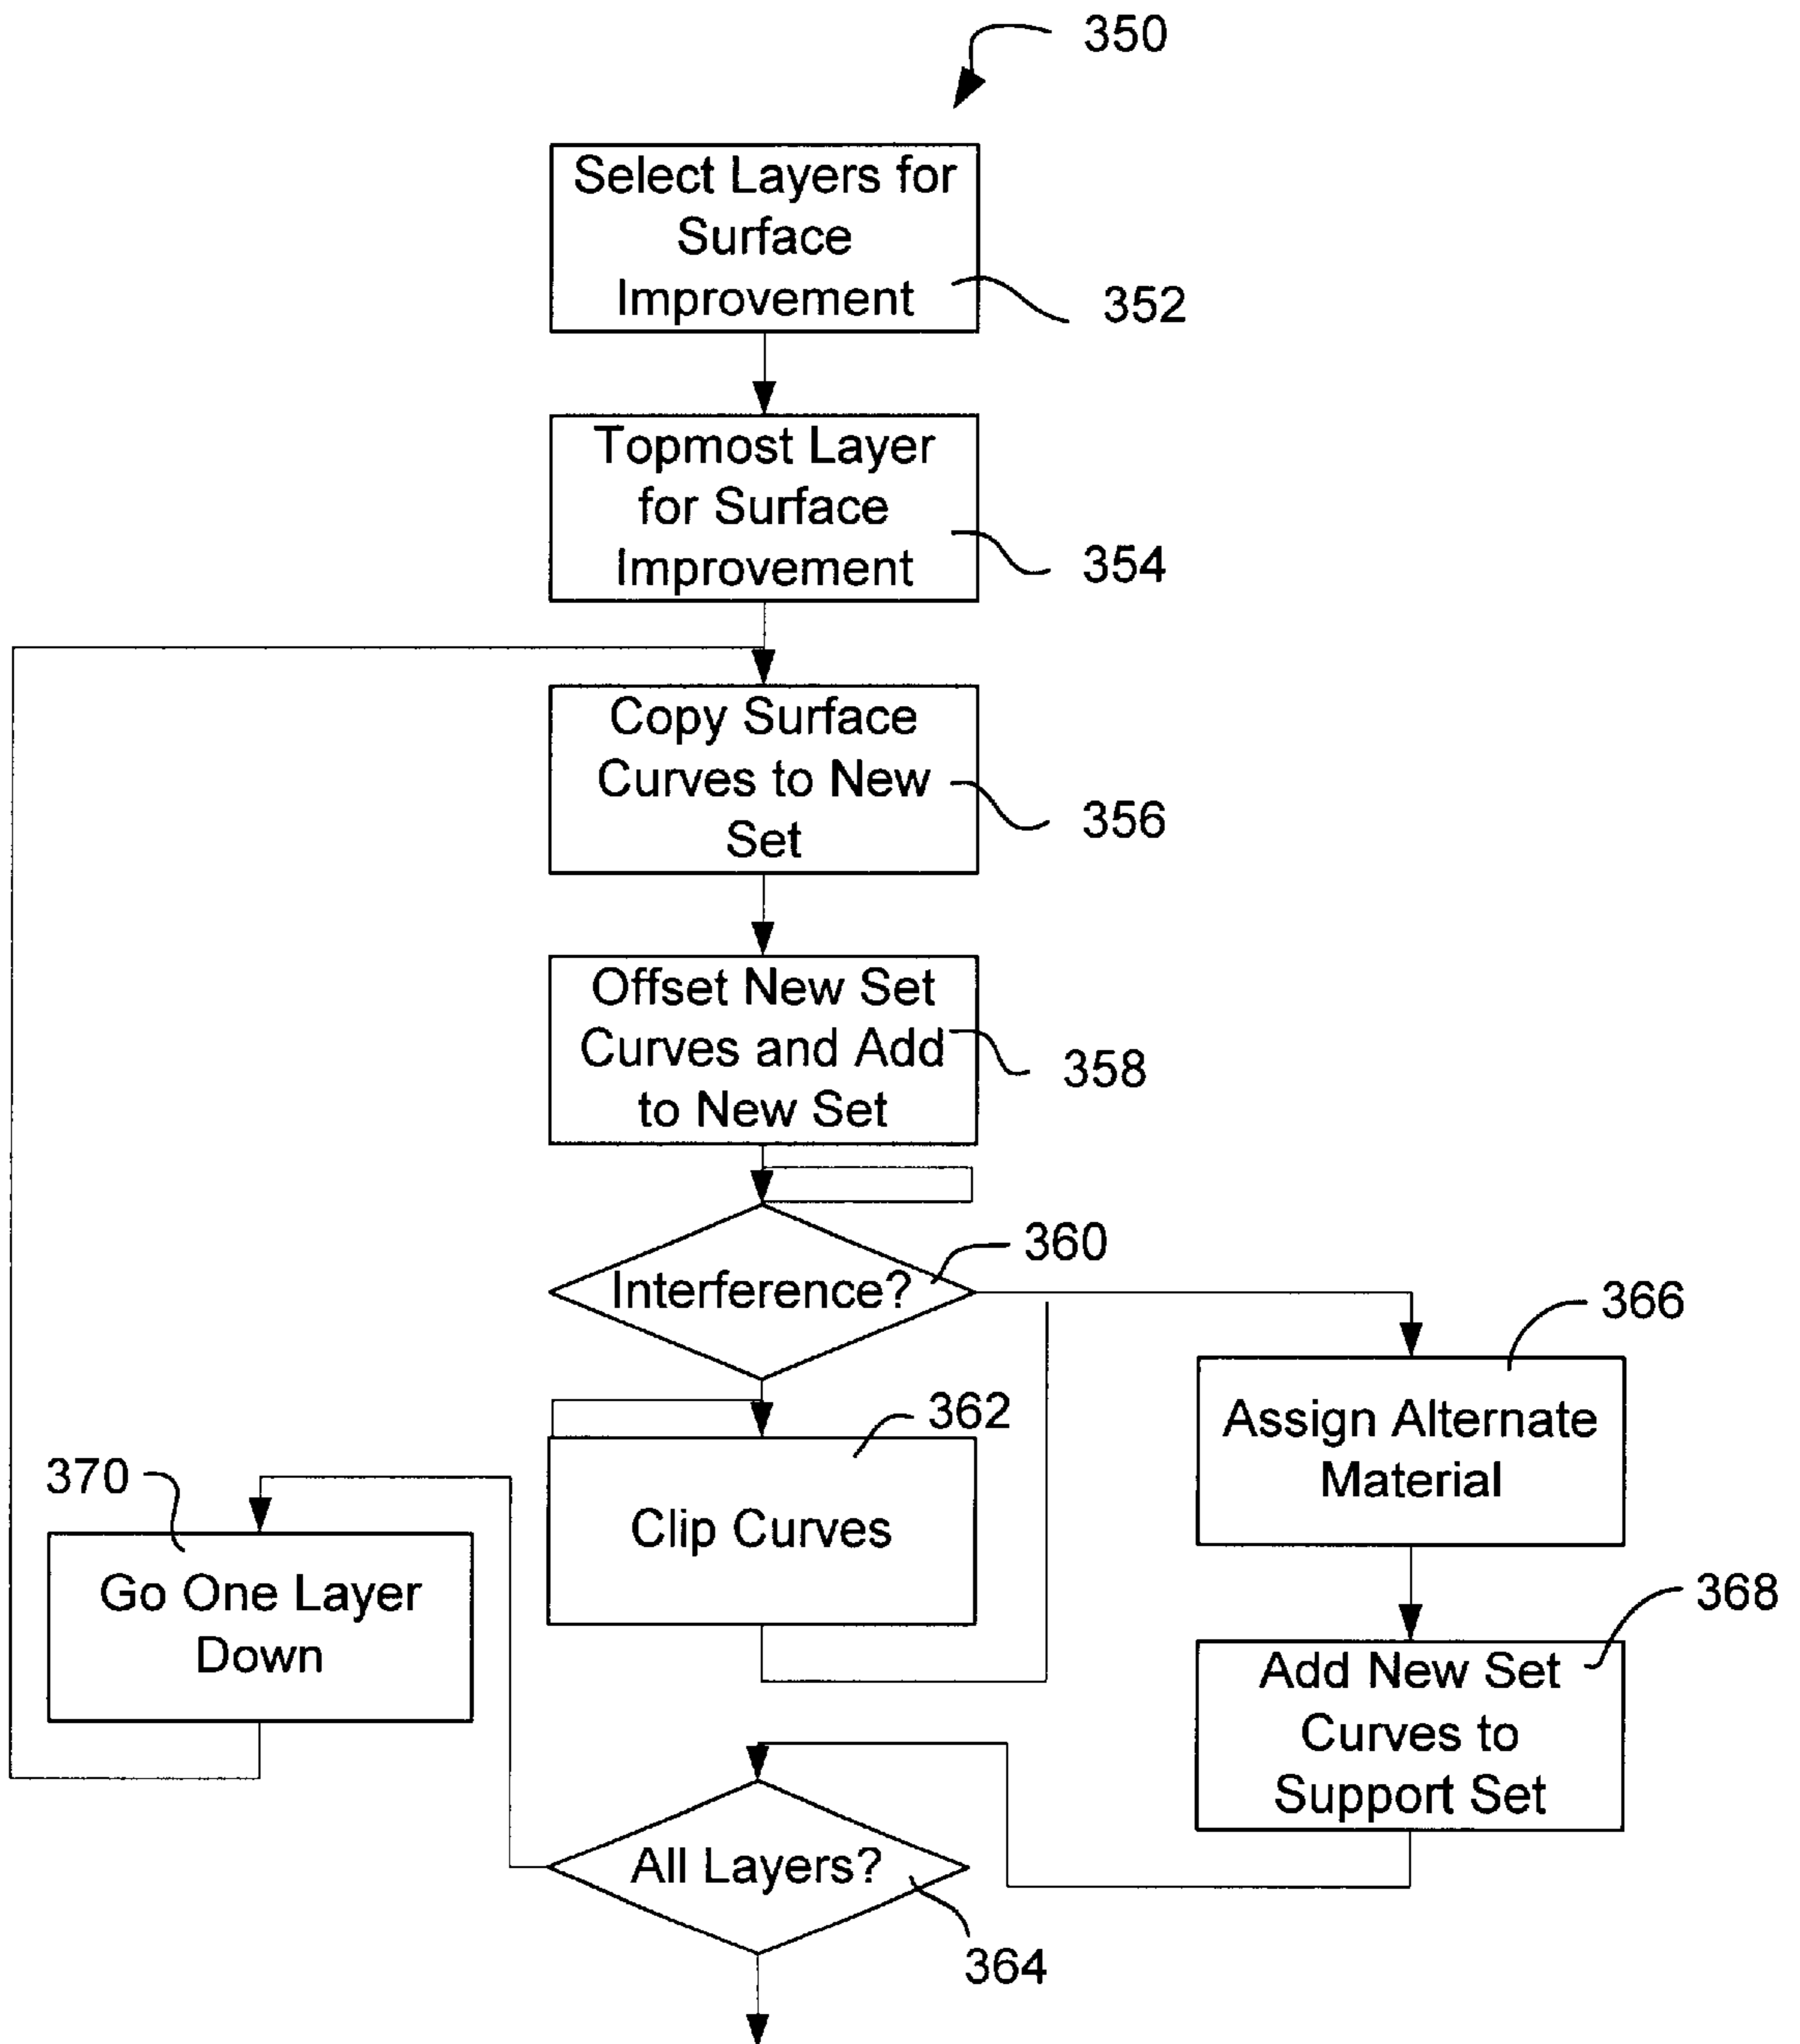 350
Select Layers for
Surface
Improvement
352
Topmost Layer
for Surface
Improvement
354
Copy Surface
Curves to New
Set
356
Offset New Set
Curves and Add
to New Set
358
Interference?
360
366
Assign Alternate
Material
362
Clip Curves
370
Go One Layer
Down
368
Add New Set
Curves to
Support Set
All Layers?
364